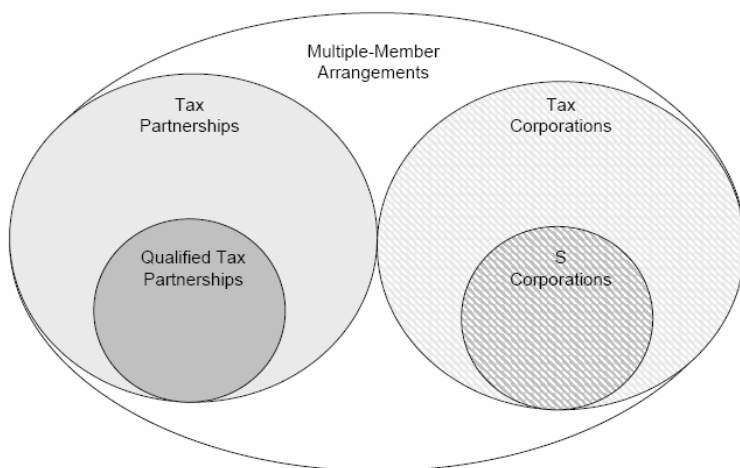 Multiple-Member
Arrangements
Tax
Partnerships
Tax
Corporations
Qualified Tax
Partnerships
S
Corporations